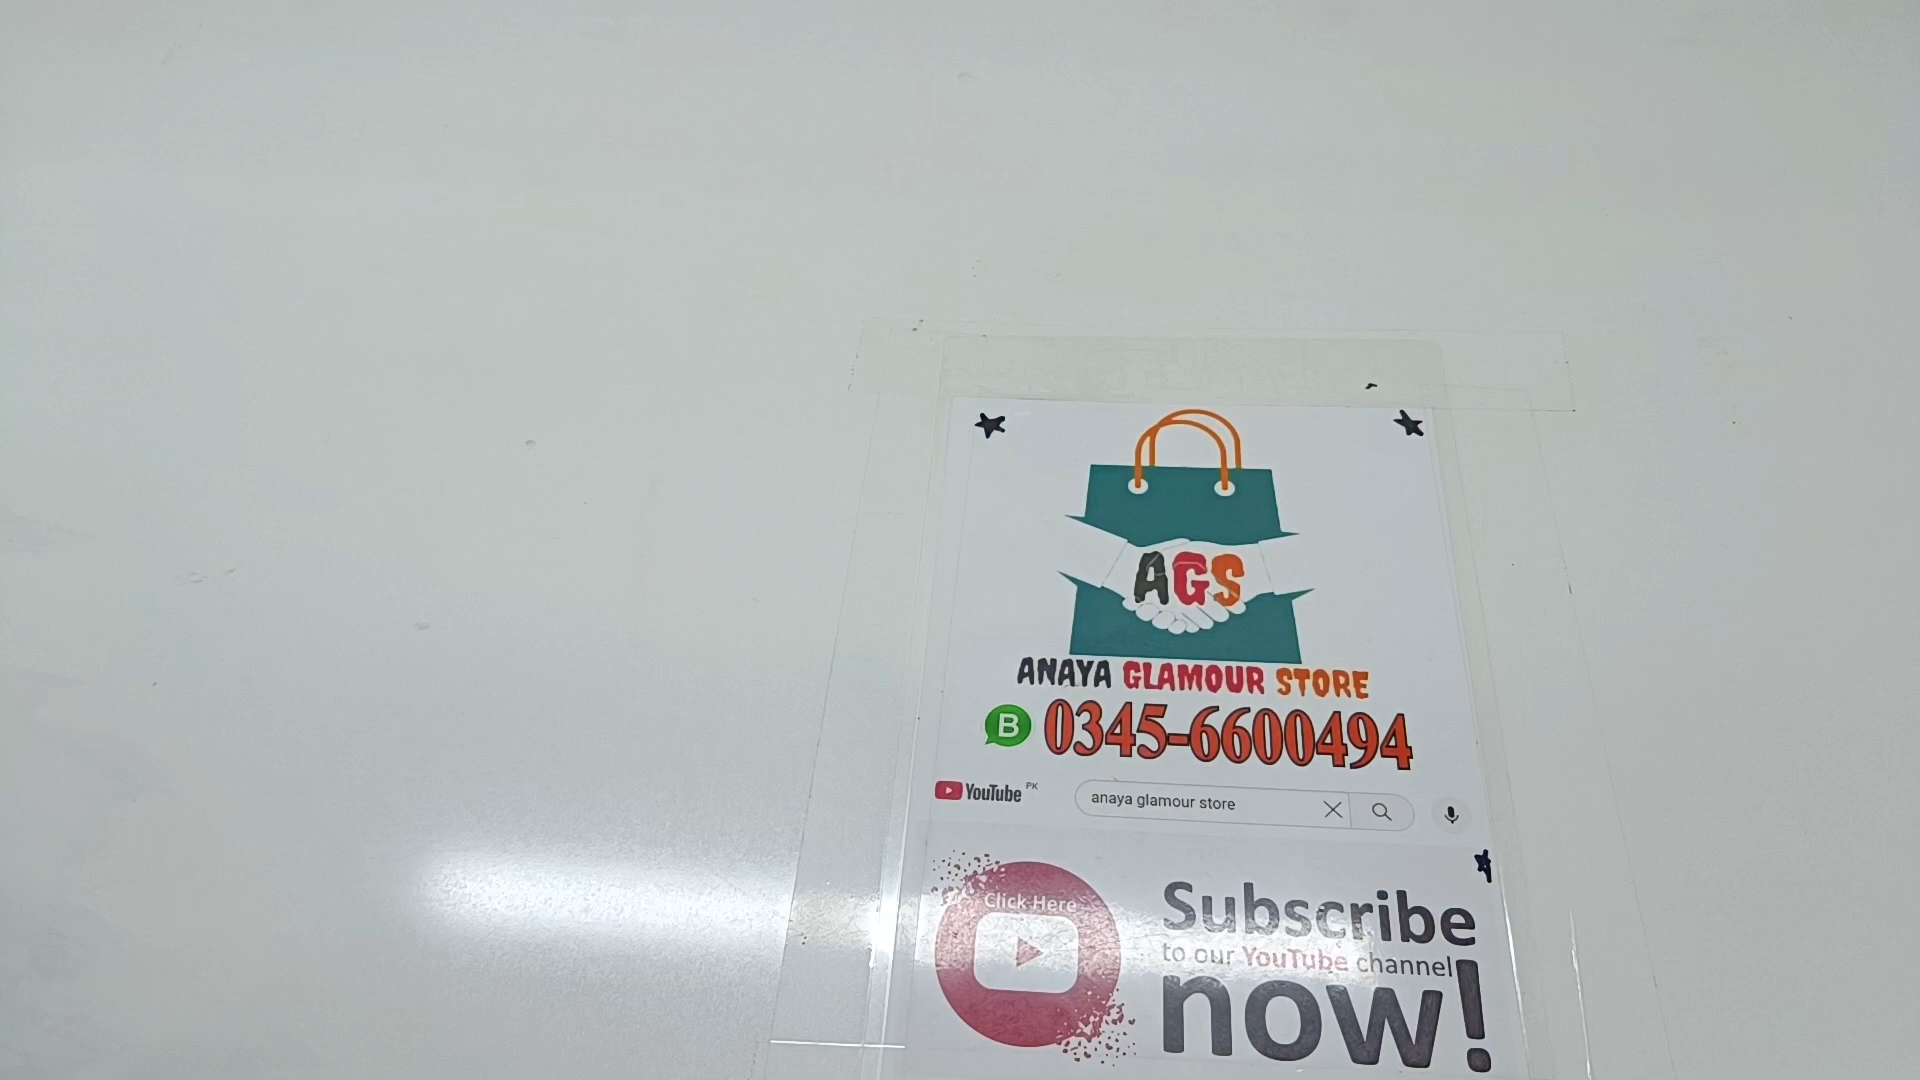 AGS
ANAYA GLAMOUR STORE
B 0345-6600494
YouTube PK
anaya glamour store
Click Here
Subscribe
to our YouTube channel
now!